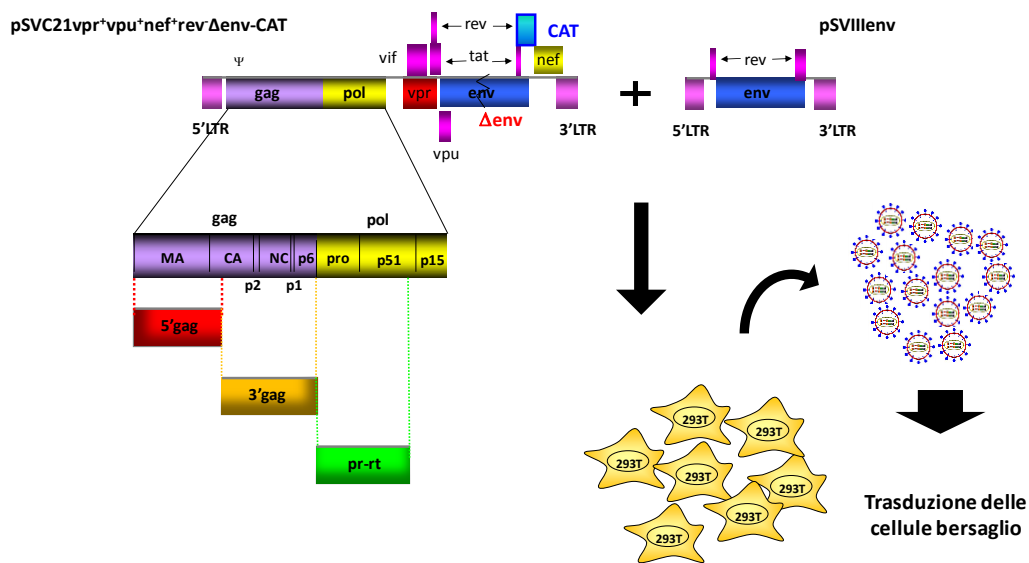 pSVC21vpr⁺vpu⁺nef⁺rev⁻Δenv-CAT
pSVIIIenv
Ψ
vif
rev
tat
CAT
nef
gag
pol
vpr
env
Δenv
vpu
5'LTR
3'LTR
+
rev
env
5'LTR
3'LTR
gag
pol
MA
CA
NC
p6
pro
p51
p15
p2
p1
5'gag
3'gag
pr-rt
293T
293T
293T
293T
293T
293T
293T
Trasduzione delle
cellule bersaglio